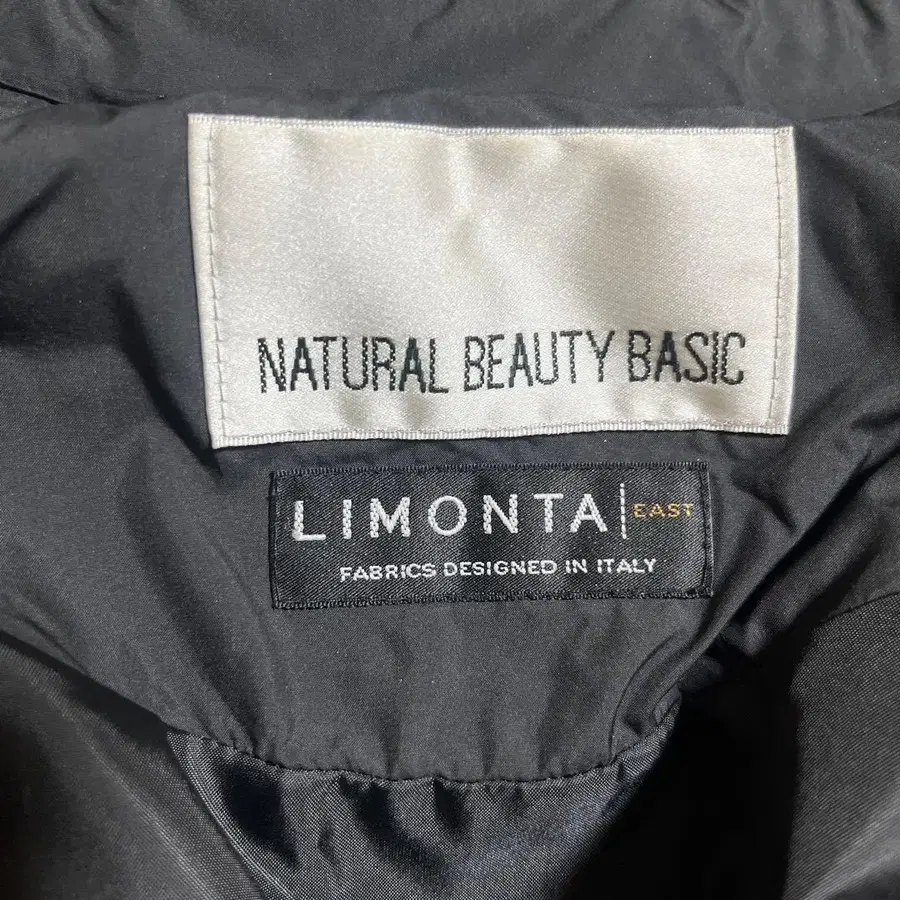 NATURAL BEAUTY BASIC
LIMONTA EAST
FABRICS DESIGNED IN ITALY